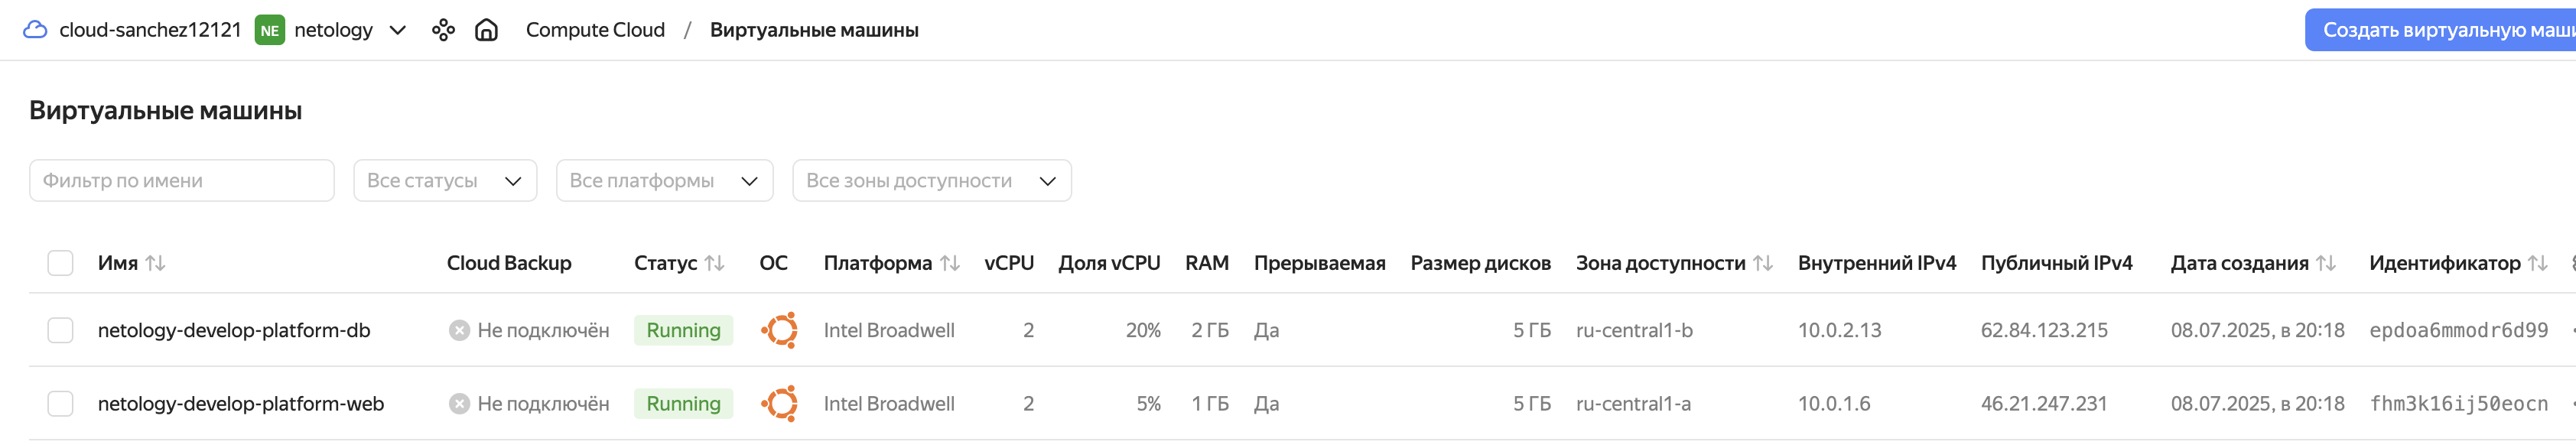 cloud-sanchez12121 NE netology Compute Cloud / Виртуальные машины Создать виртуальную
Виртуальные машины
Фильтр по имени Все статусы Все платформы Все зоны доступности
Имя Cloud Backup Статус ОС Платформа vCPU Доля vCPU RAM Прерываемая Размер дисков Зона доступности Внутренний IPv4 Публичный IPv4 Дата создания Идентификатор
netology-develop-platform-db Не подключён Running Intel Broadwell 2 20% 2 ГБ Да 5 ГБ ru-central1-b 10.0.2.13 62.84.123.215 08.07.2025, в 20:18 epdoa6mmodr6d99
netology-develop-platform-web Не подключён Running Intel Broadwell 2 5% 1 ГБ Да 5 ГБ ru-central1-a 10.0.1.6 46.21.247.231 08.07.2025, в 20:18 fhm3k16ij50eocn